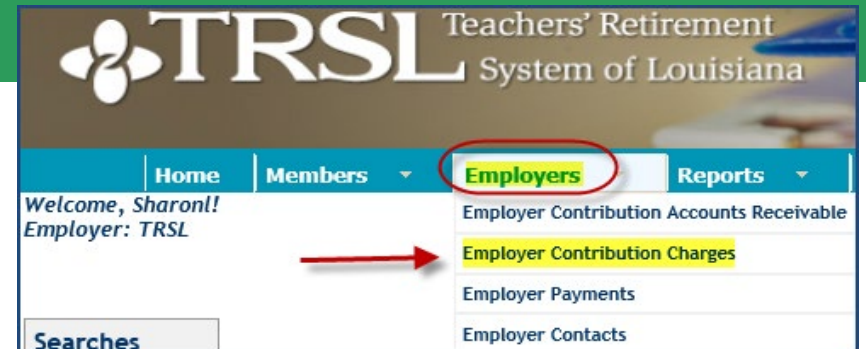 TRSL Teachers' Retirement
System of Louisiana
Home Members Employers Reports
Welcome, Sharonl!
Employer: TRSL
Employer Contribution Accounts Receivable
Employer Contribution Charges
Employer Payments
Employer Contacts
Searches